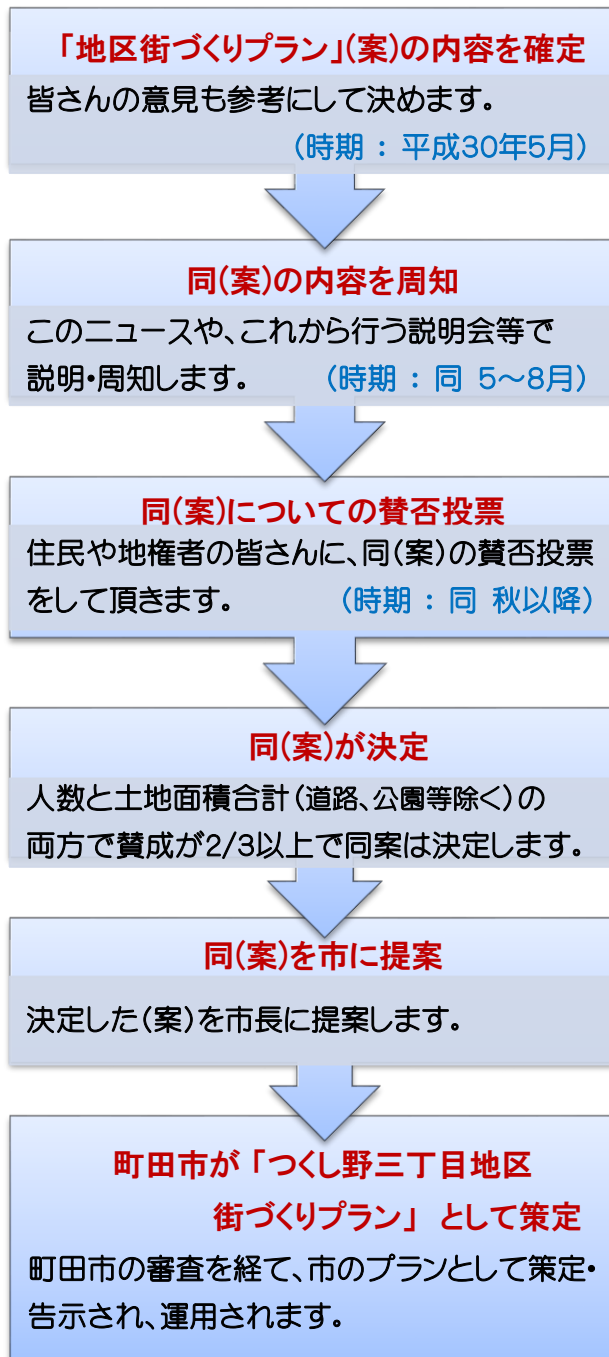 「地区街づくりプラン」(案)の内容を確定
皆さんの意見も参考にして決めます。
(時期 : 平成30年5月)
同(案)の内容を周知
このニュースや、これから行う説明会等で
説明・周知します。 (時期 : 同 5～8月)
同(案)についての賛否投票
住民や地権者の皆さんに、同(案)の賛否投票
をして頂きます。 (時期 : 同 秋以降)
同(案)が決定
人数と土地面積合計(道路、公園等除く)の
両方で賛成が2/3以上で同案は決定します。
同(案)を市に提案
決定した(案)を市長に提案します。
町田市が「つくし野三丁目地区
街づくりプラン」 として策定
町田市の審査を経て、市のプランとして策定・
告示され、運用されます。